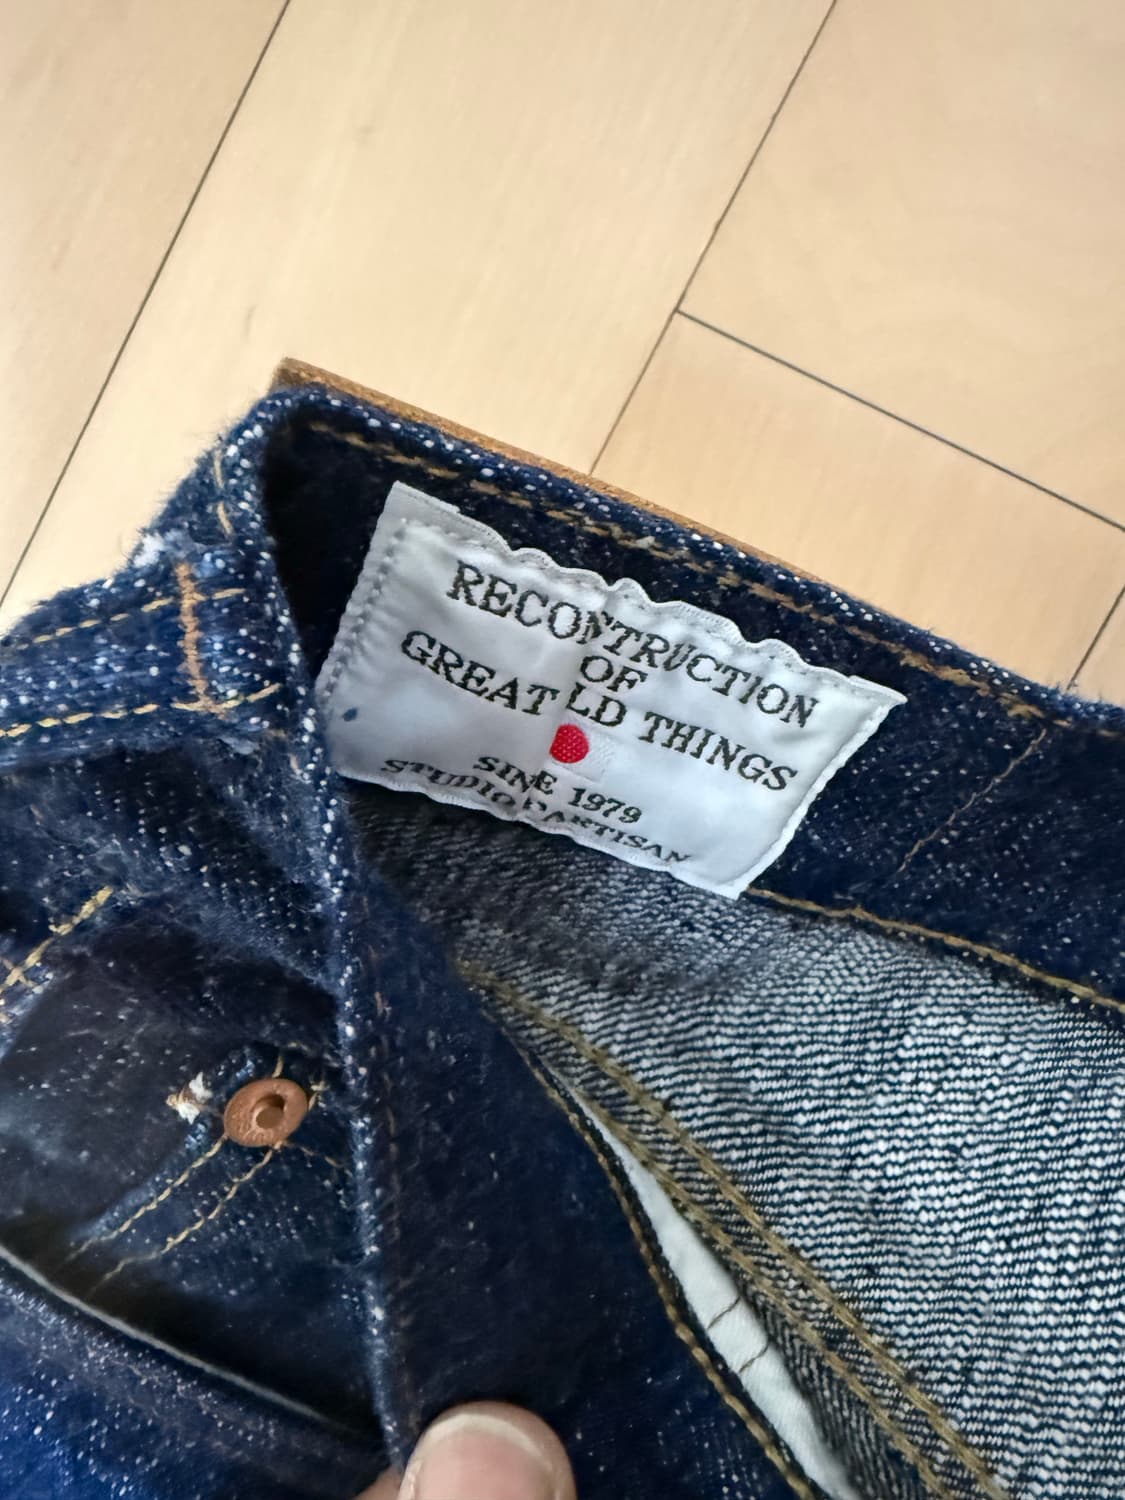 RECONTRUCTION
OF
GREAT LD THINGS
SINE 1979
STUDIO D'ARTISAN